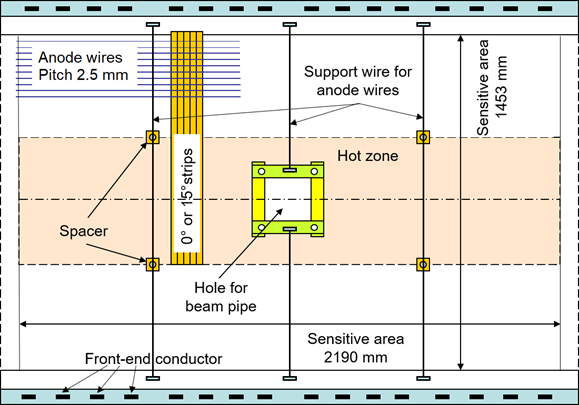 Anode wires
Pitch 2.5 mm
Support wire for
anode wires
Sensitive area
1453 mm
Hot zone
0° or 15°strips
Spacer
Hole for
beam pipe
Sensitive area
2190 mm
Front-end conductor